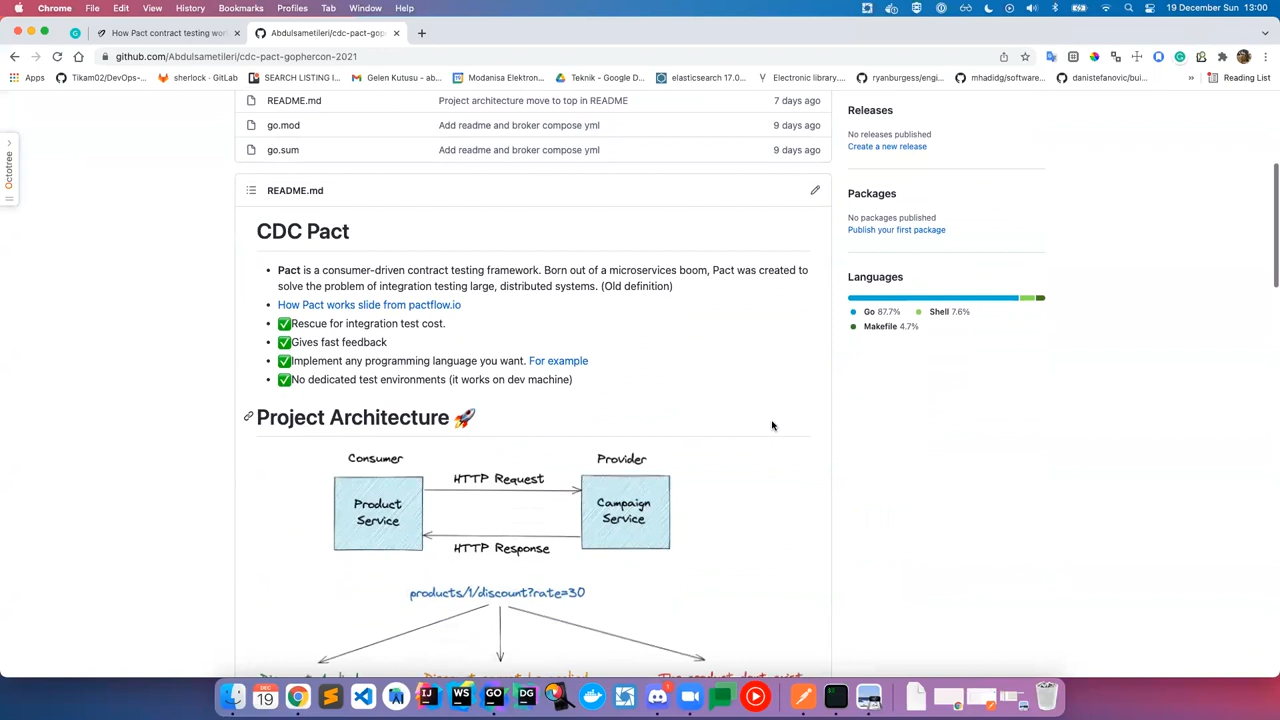 Chrome File Edit View History Bookmarks Profiles Tab Window Help 19 December Sun 13:00
How Pact contract testing wor
Abdulsametileri/cdc-pact-gop
github.com/Abdulsametileri/cdc-pact-gophercon-2021
Apps Tikam02/DevOps-... sherlock · GitLab SEARCH LISTING I... Gelen Kutusu - ab... Modanisa Elektron... Teknik - Google D... elasticsearch 17.0... Electronic library.... ryanburgess/engi... mhadidg/software... danistefanovic/bui... » Reading List
Octotree
README.md Project architecture move to top in README 7 days ago
go.mod Add readme and broker compose yml 9 days ago
go.sum Add readme and broker compose yml 9 days ago
README.md
CDC Pact
Pact is a consumer-driven contract testing framework. Born out of a microservices boom, Pact was created to
solve the problem of integration testing large, distributed systems. (Old definition)
How Pact works slide from pactflow.io
✅Rescue for integration test cost.
✅Gives fast feedback
✅Implement any programming language you want. For example
✅No dedicated test environments (it works on dev machine)
Project Architecture 🚀
Consumer Provider
Product
Service
HTTP Request
HTTP Response
Campaign
Service
products/1/discount?rate=30
Releases
No releases published
Create a new release
Packages
No packages published
Publish your first package
Languages
Go 87.7% Shell 7.6%
Makefile 4.7%
DEC
19
IJ WS GO DG
1